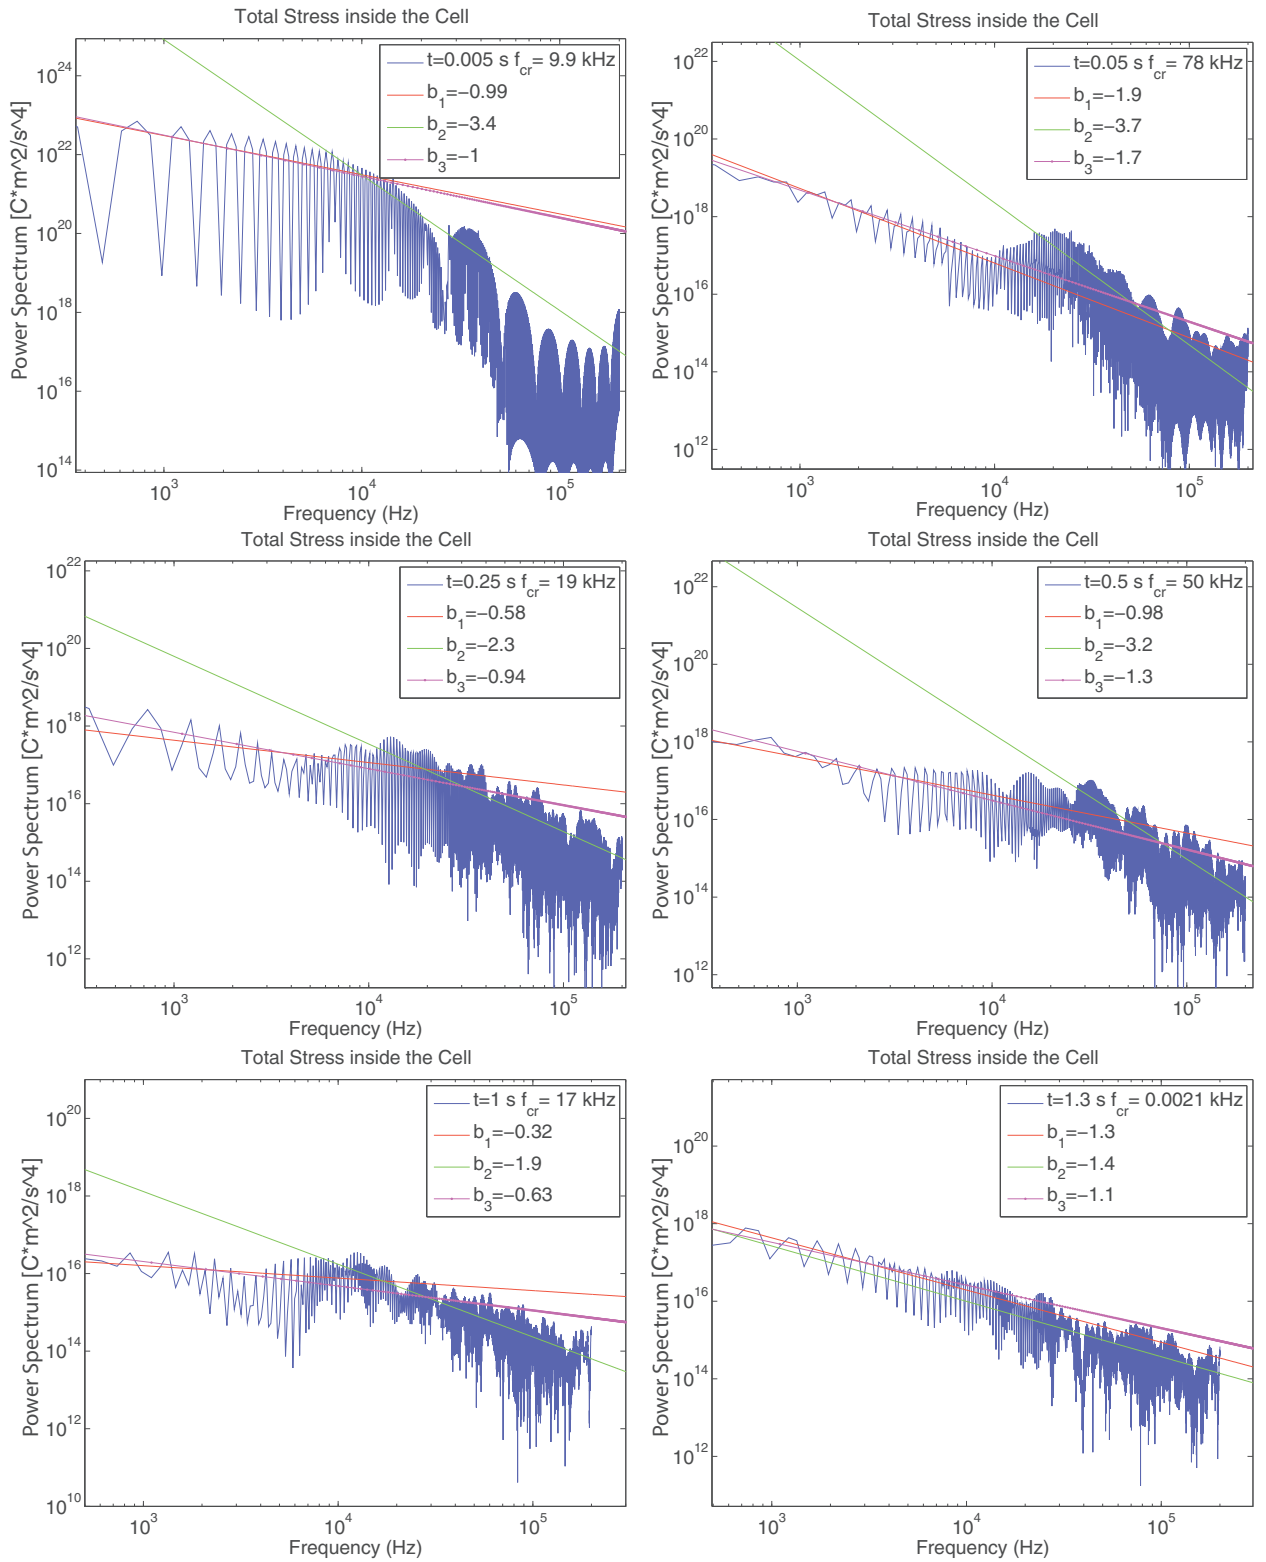 Total Stress inside the Cell
t=0.005 s f_cr= 9.9 kHz
b_1=−0.99
b_2=−3.4
b_3=−1
Power Spectrum [C*m^2/s^4]
10^24
10^22
10^20
10^18
10^16
10^14
10^3 10^4 10^5
Frequency (Hz)
Total Stress inside the Cell
t=0.05 s f_cr= 78 kHz
b_1=−1.9
b_2=−3.7
b_3=−1.7
Power Spectrum [C*m^2/s^4]
10^22
10^20
10^18
10^16
10^14
10^12
10^3 10^4 10^5
Frequency (Hz)
Total Stress inside the Cell
t=0.25 s f_cr= 19 kHz
b_1=−0.58
b_2=−2.3
b_3=−0.94
Power Spectrum [C*m^2/s^4]
10^22
10^20
10^18
10^16
10^14
10^12
10^3 10^4 10^5
Frequency (Hz)
Total Stress inside the Cell
t=0.5 s f_cr= 50 kHz
b_1=−0.98
b_2=−3.2
b_3=−1.3
Power Spectrum [C*m^2/s^4]
10^22
10^20
10^18
10^16
10^14
10^12
10^3 10^4 10^5
Frequency (Hz)
Total Stress inside the Cell
t=1 s f_cr= 17 kHz
b_1=−0.32
b_2=−1.9
b_3=−0.63
Power Spectrum [C*m^2/s^4]
10^20
10^18
10^16
10^14
10^12
10^10
10^3 10^4 10^5
Frequency (Hz)
Total Stress inside the Cell
t=1.3 s f_cr= 0.0021 kHz
b_1=−1.3
b_2=−1.4
b_3=−1.1
Power Spectrum [C*m^2/s^4]
10^20
10^18
10^16
10^14
10^12
10^3 10^4 10^5
Frequency (Hz)